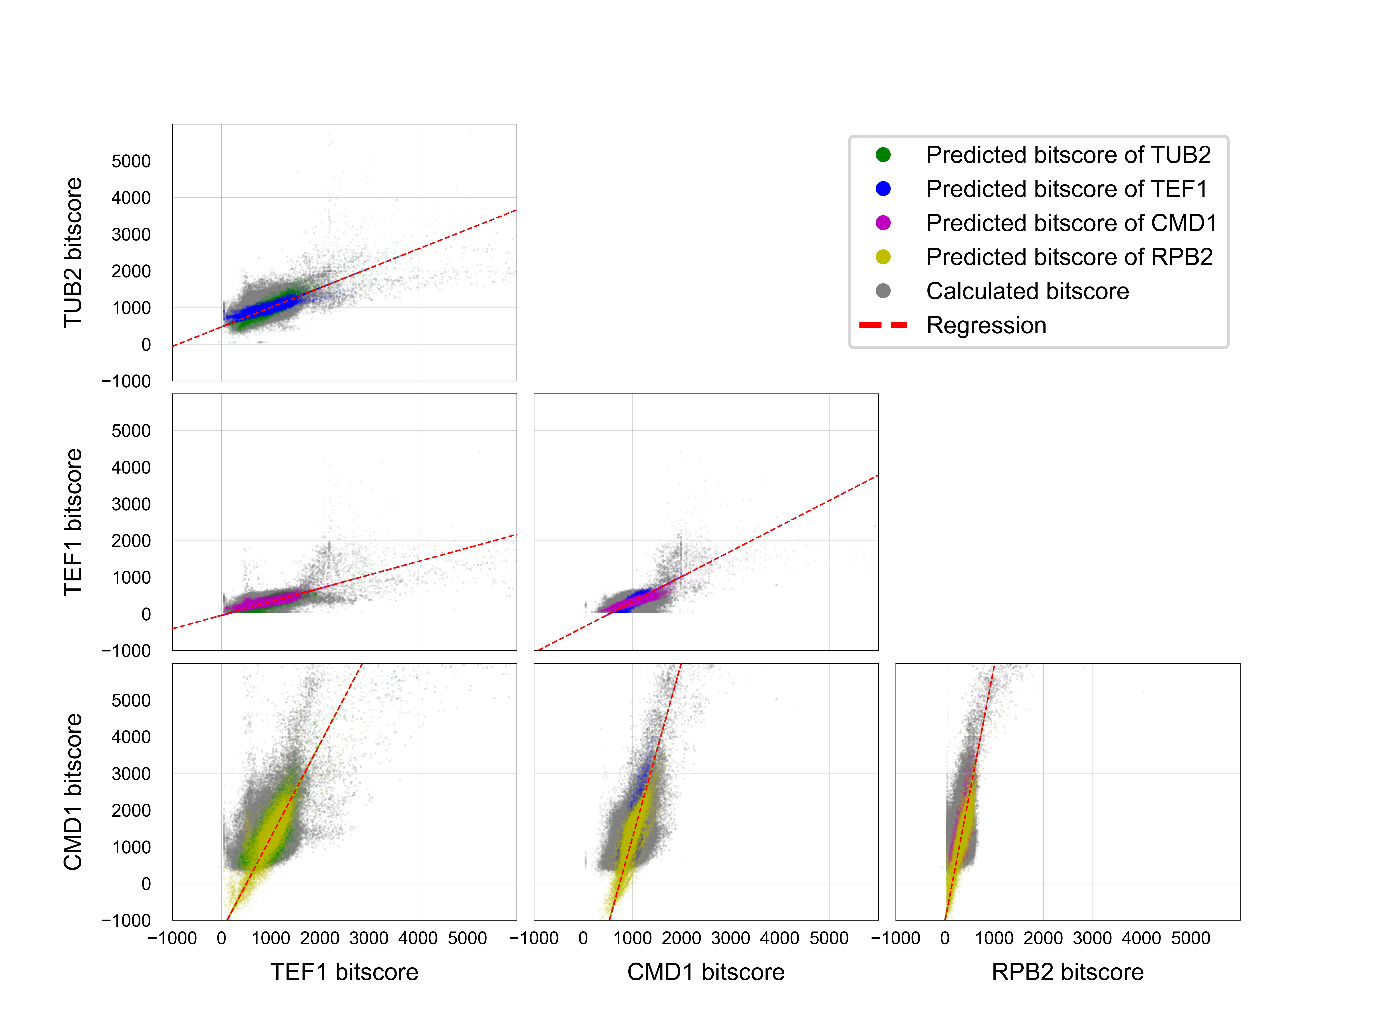 5000
4000
3000
2000
1000
0
−1000
TUB2 bitscore
Predicted bitscore of TUB2
Predicted bitscore of TEF1
Predicted bitscore of CMD1
Predicted bitscore of RPB2
Calculated bitscore
Regression
5000
4000
3000
2000
1000
0
−1000
TEF1 bitscore
5000
4000
3000
2000
1000
0
−1000
CMD1 bitscore
−1000 0 1000 2000 3000 4000 5000
−1000 0 1000 2000 3000 4000 5000
−1000 0 1000 2000 3000 4000 5000
TEF1 bitscore
CMD1 bitscore
RPB2 bitscore